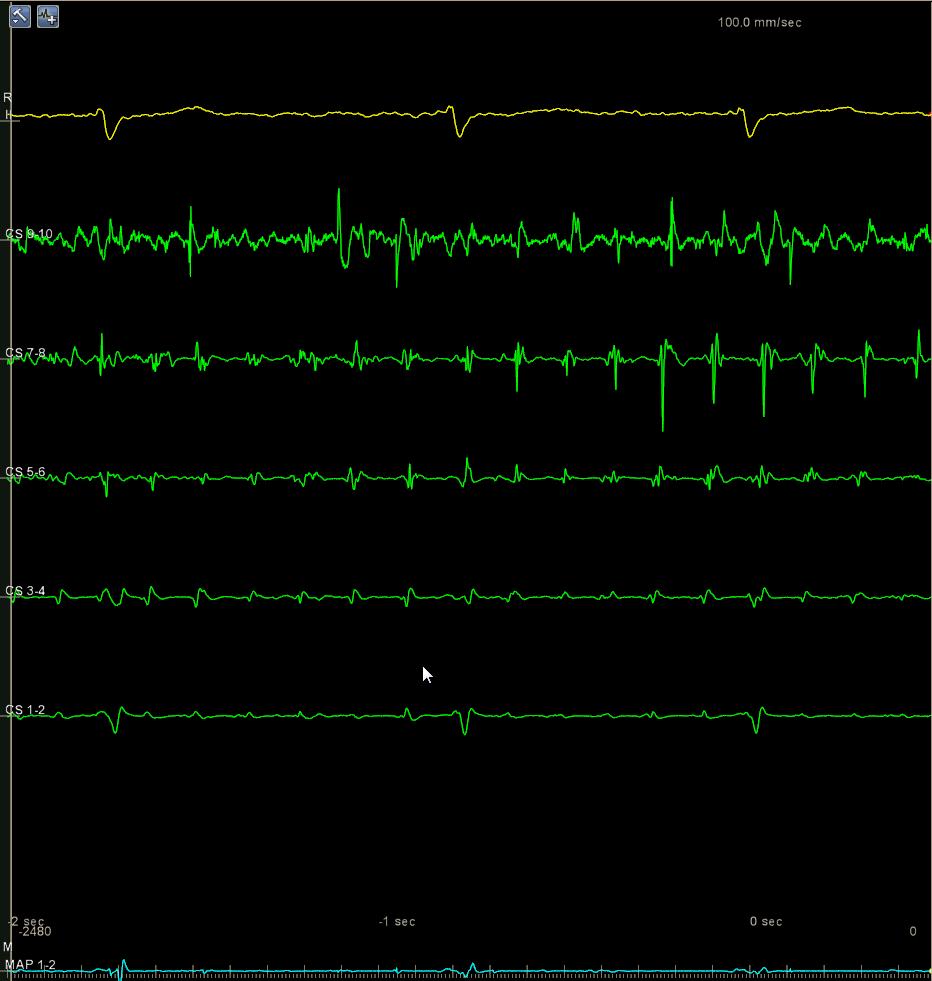 100.0 mm/sec
R
CS 9-10
CS 7-8
CS 5-6
CS 3-4
CS 1-2
-2 sec
-1 sec
0 sec
-2480
0
M
MAP 1-2